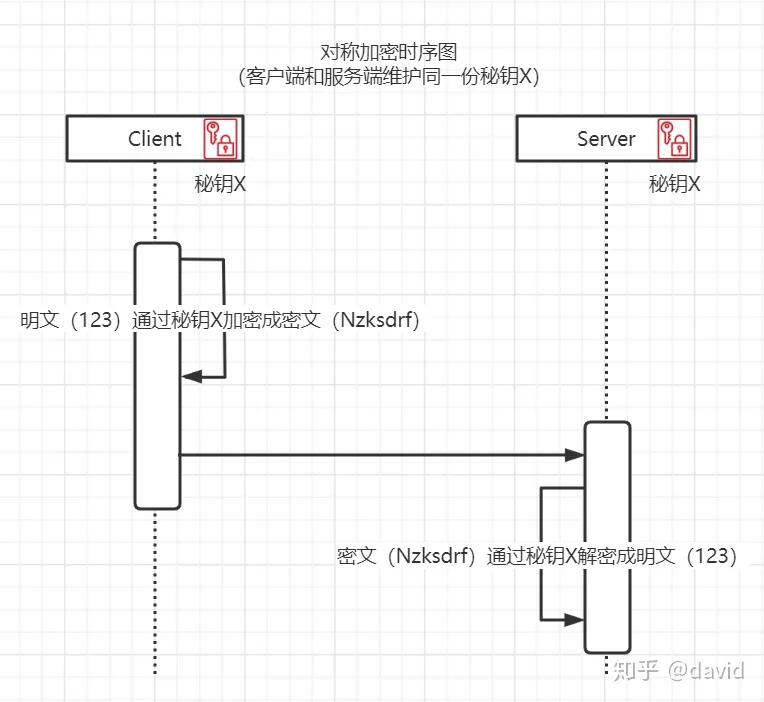 对称加密时序图
（客户端和服务端维护同一份秘钥X）
Client
Server
秘钥X
秘钥X
明文（123）通过秘钥X加密成密文（Nzksdrf）
密文（Nzksdrf）通过秘钥X解密成明文（123）
知乎 @david